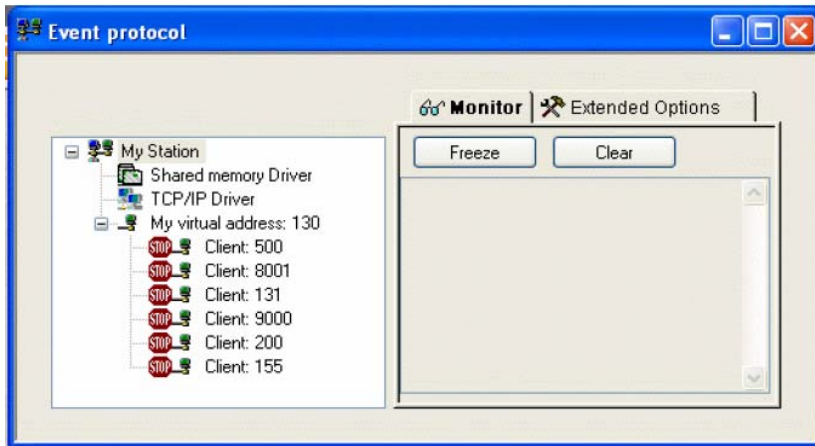 Event protocol
Monitor
Extended Options
My Station
Freeze
Clear
Shared memory Driver
TCP/IP Driver
My virtual address: 130
STOP Client: 500
STOP Client: 8001
STOP Client: 131
STOP Client: 9000
STOP Client: 200
STOP Client: 155